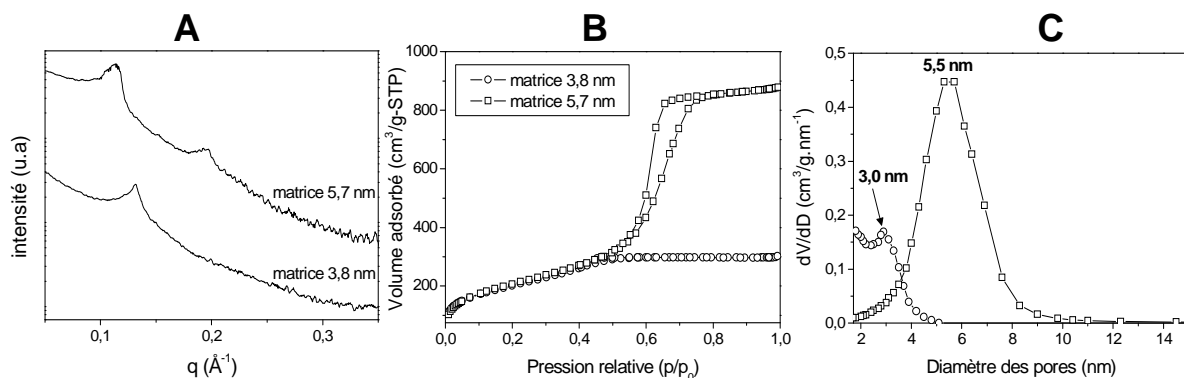 A
intensité (u.a)
matrice 5,7 nm
matrice 3,8 nm
0,1 0,2 0,3
q (Å-1)
B
Volume adsorbé (cm3/g-STP)
1000
800
600
400
200
matrice 3,8 nm
matrice 5,7 nm
0,0 0,2 0,4 0,6 0,8 1,0
Pression relative (p/p0)
C
dV/dD (cm3/g.nm-1)
0,5
0,4
0,3
0,2
0,1
0,0
5,5 nm
3,0 nm
2 4 6 8 10 12 14
Diamètre des pores (nm)